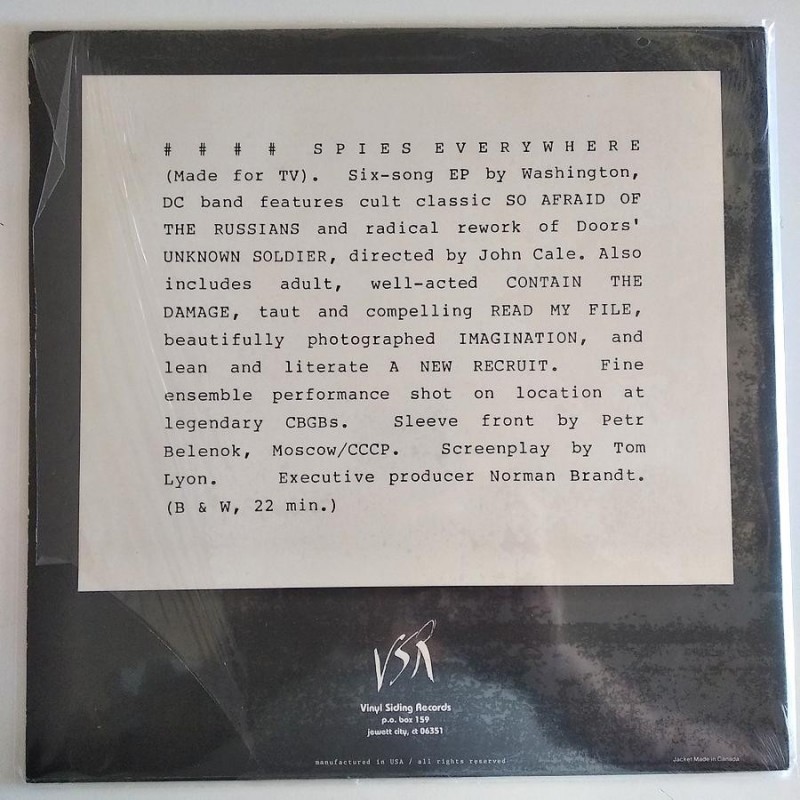 # # # # SPIES EVERYWHERE
(Made for TV). Six-song EP by Washington,
DC band features cult classic SO AFRAID OF
THE RUSSIANS and radical rework of Doors'
UNKNOWN SOLDIER, directed by John Cale. Also
includes adult, well-acted CONTAIN THE
DAMAGE, taut and compelling READ MY FILE,
beautifully photographed IMAGINATION, and
lean and literate A NEW RECRUIT. Fine
ensemble performance shot on location at
legendary CBGBs. Sleeve front by Petr
Belenok, Moscow/CCCP. Screenplay by Tom
Lyon. Executive producer Norman Brandt.
(B & W, 22 min.)
VSR
Vinyl Siding Records
p.o. box 159
jewett city, ct 06351
manufactured in USA / all rights reserved
Jacket Made in Canada